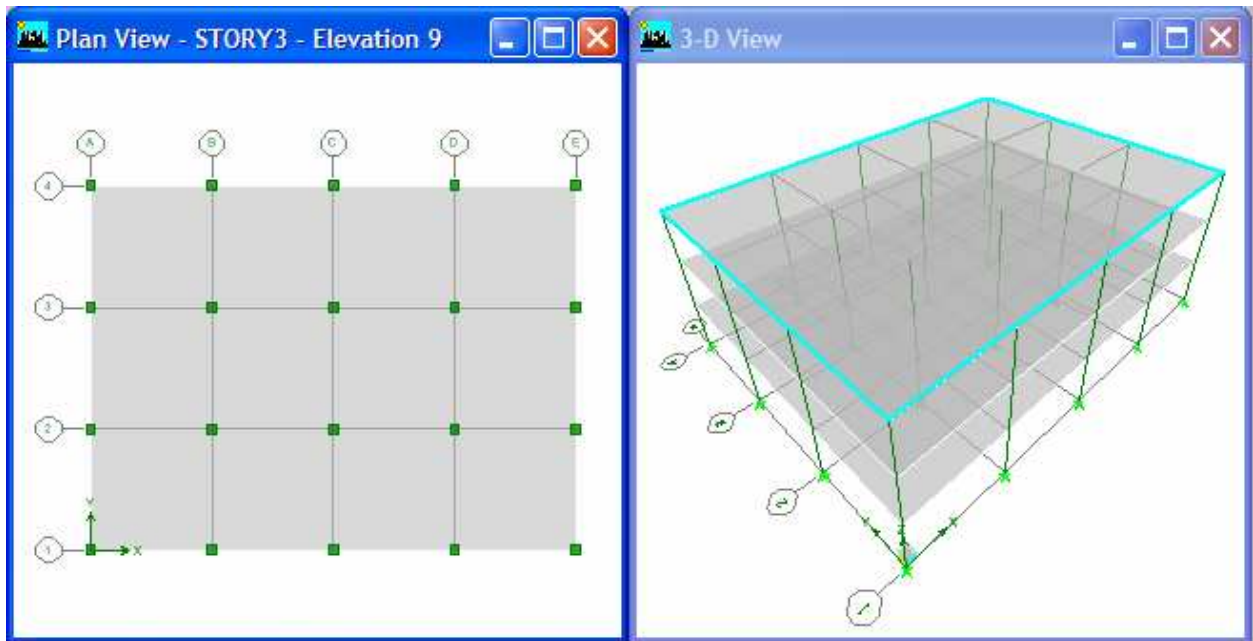 Plan View - STORY3 - Elevation 9
A B C D E
4
3
2
Y
1
X
3-D View
Y Z X